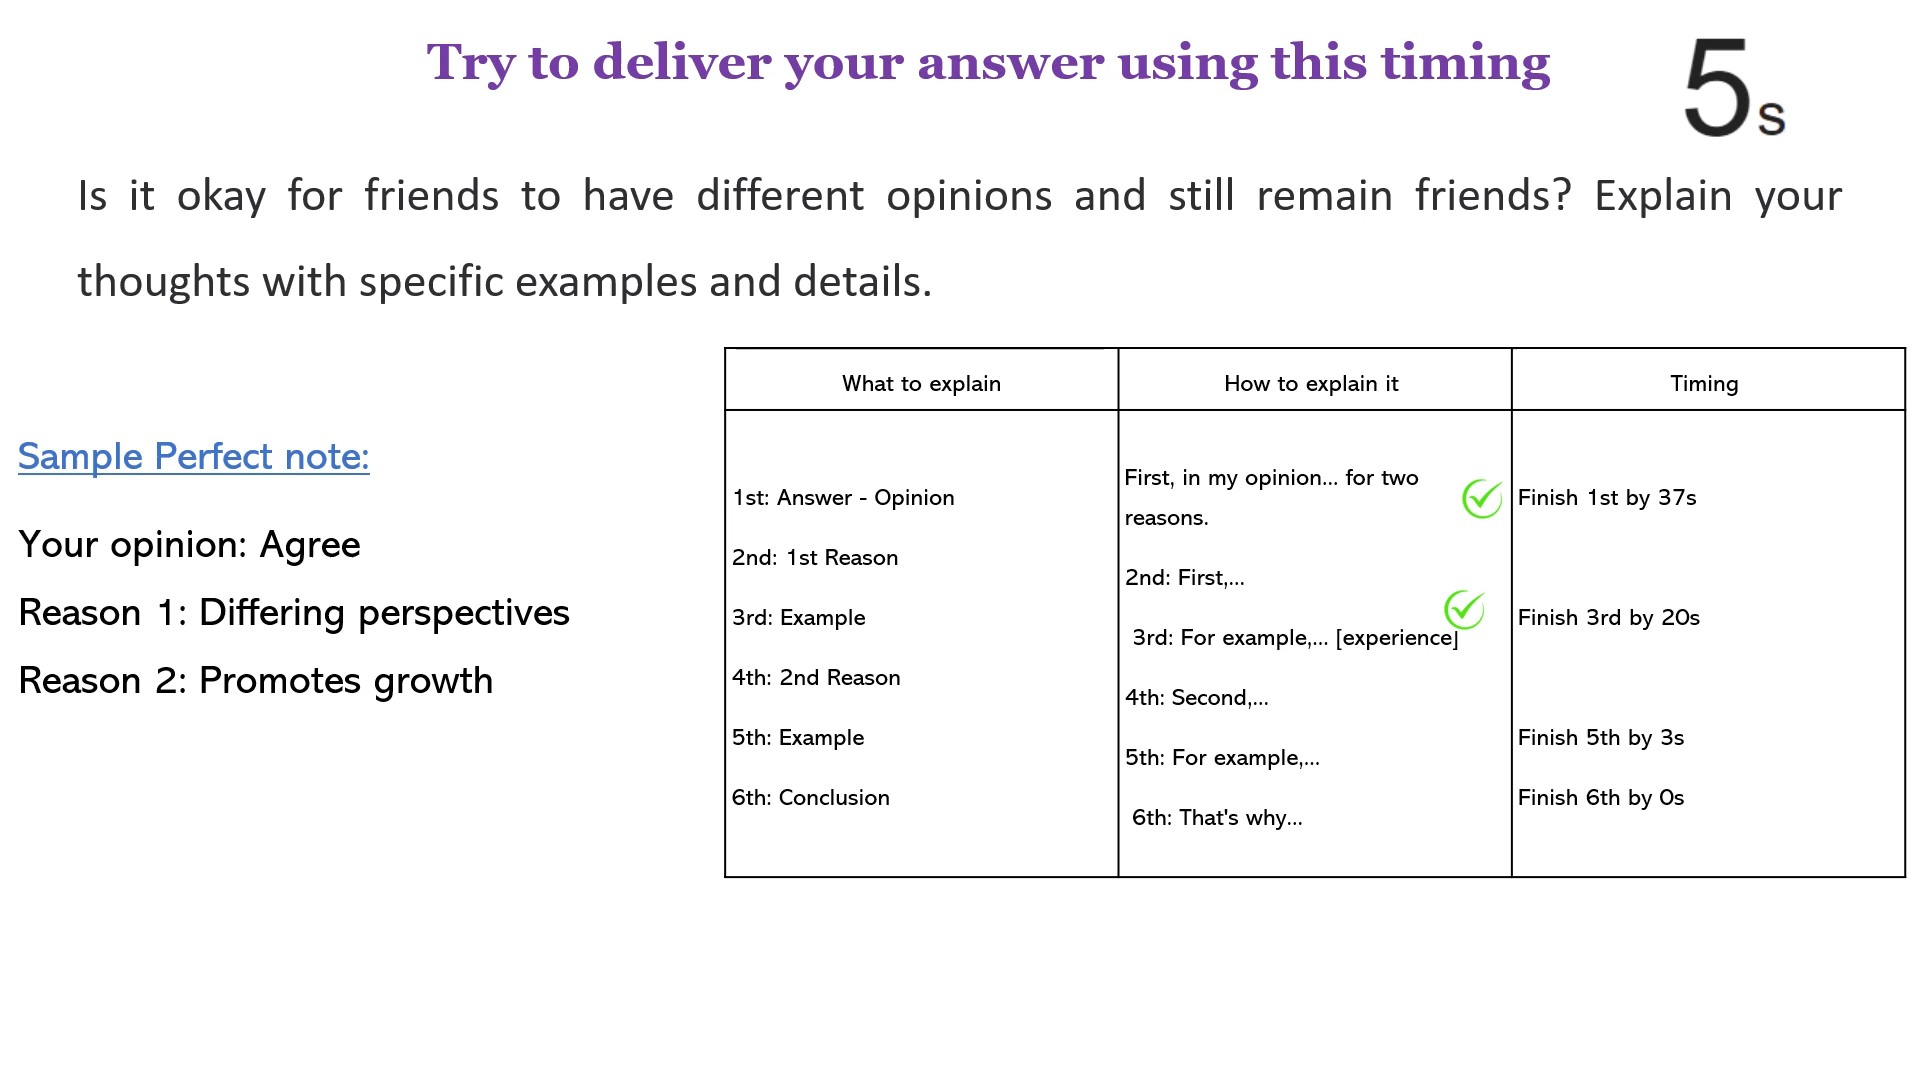 Try to deliver your answer using this timing
5s
Is it okay for friends to have different opinions and still remain friends? Explain your
thoughts with specific examples and details.
Sample Perfect note:
Your opinion: Agree
Reason 1: Differing perspectives
Reason 2: Promotes growth
What to explain
1st: Answer - Opinion
2nd: 1st Reason
3rd: Example
4th: 2nd Reason
5th: Example
6th: Conclusion
How to explain it
First, in my opinion... for two
reasons.
2nd: First,...
3rd: For example,... [experience]
4th: Second,...
5th: For example,...
6th: That's why...
Timing
Finish 1st by 37s
Finish 3rd by 20s
Finish 5th by 3s
Finish 6th by 0s